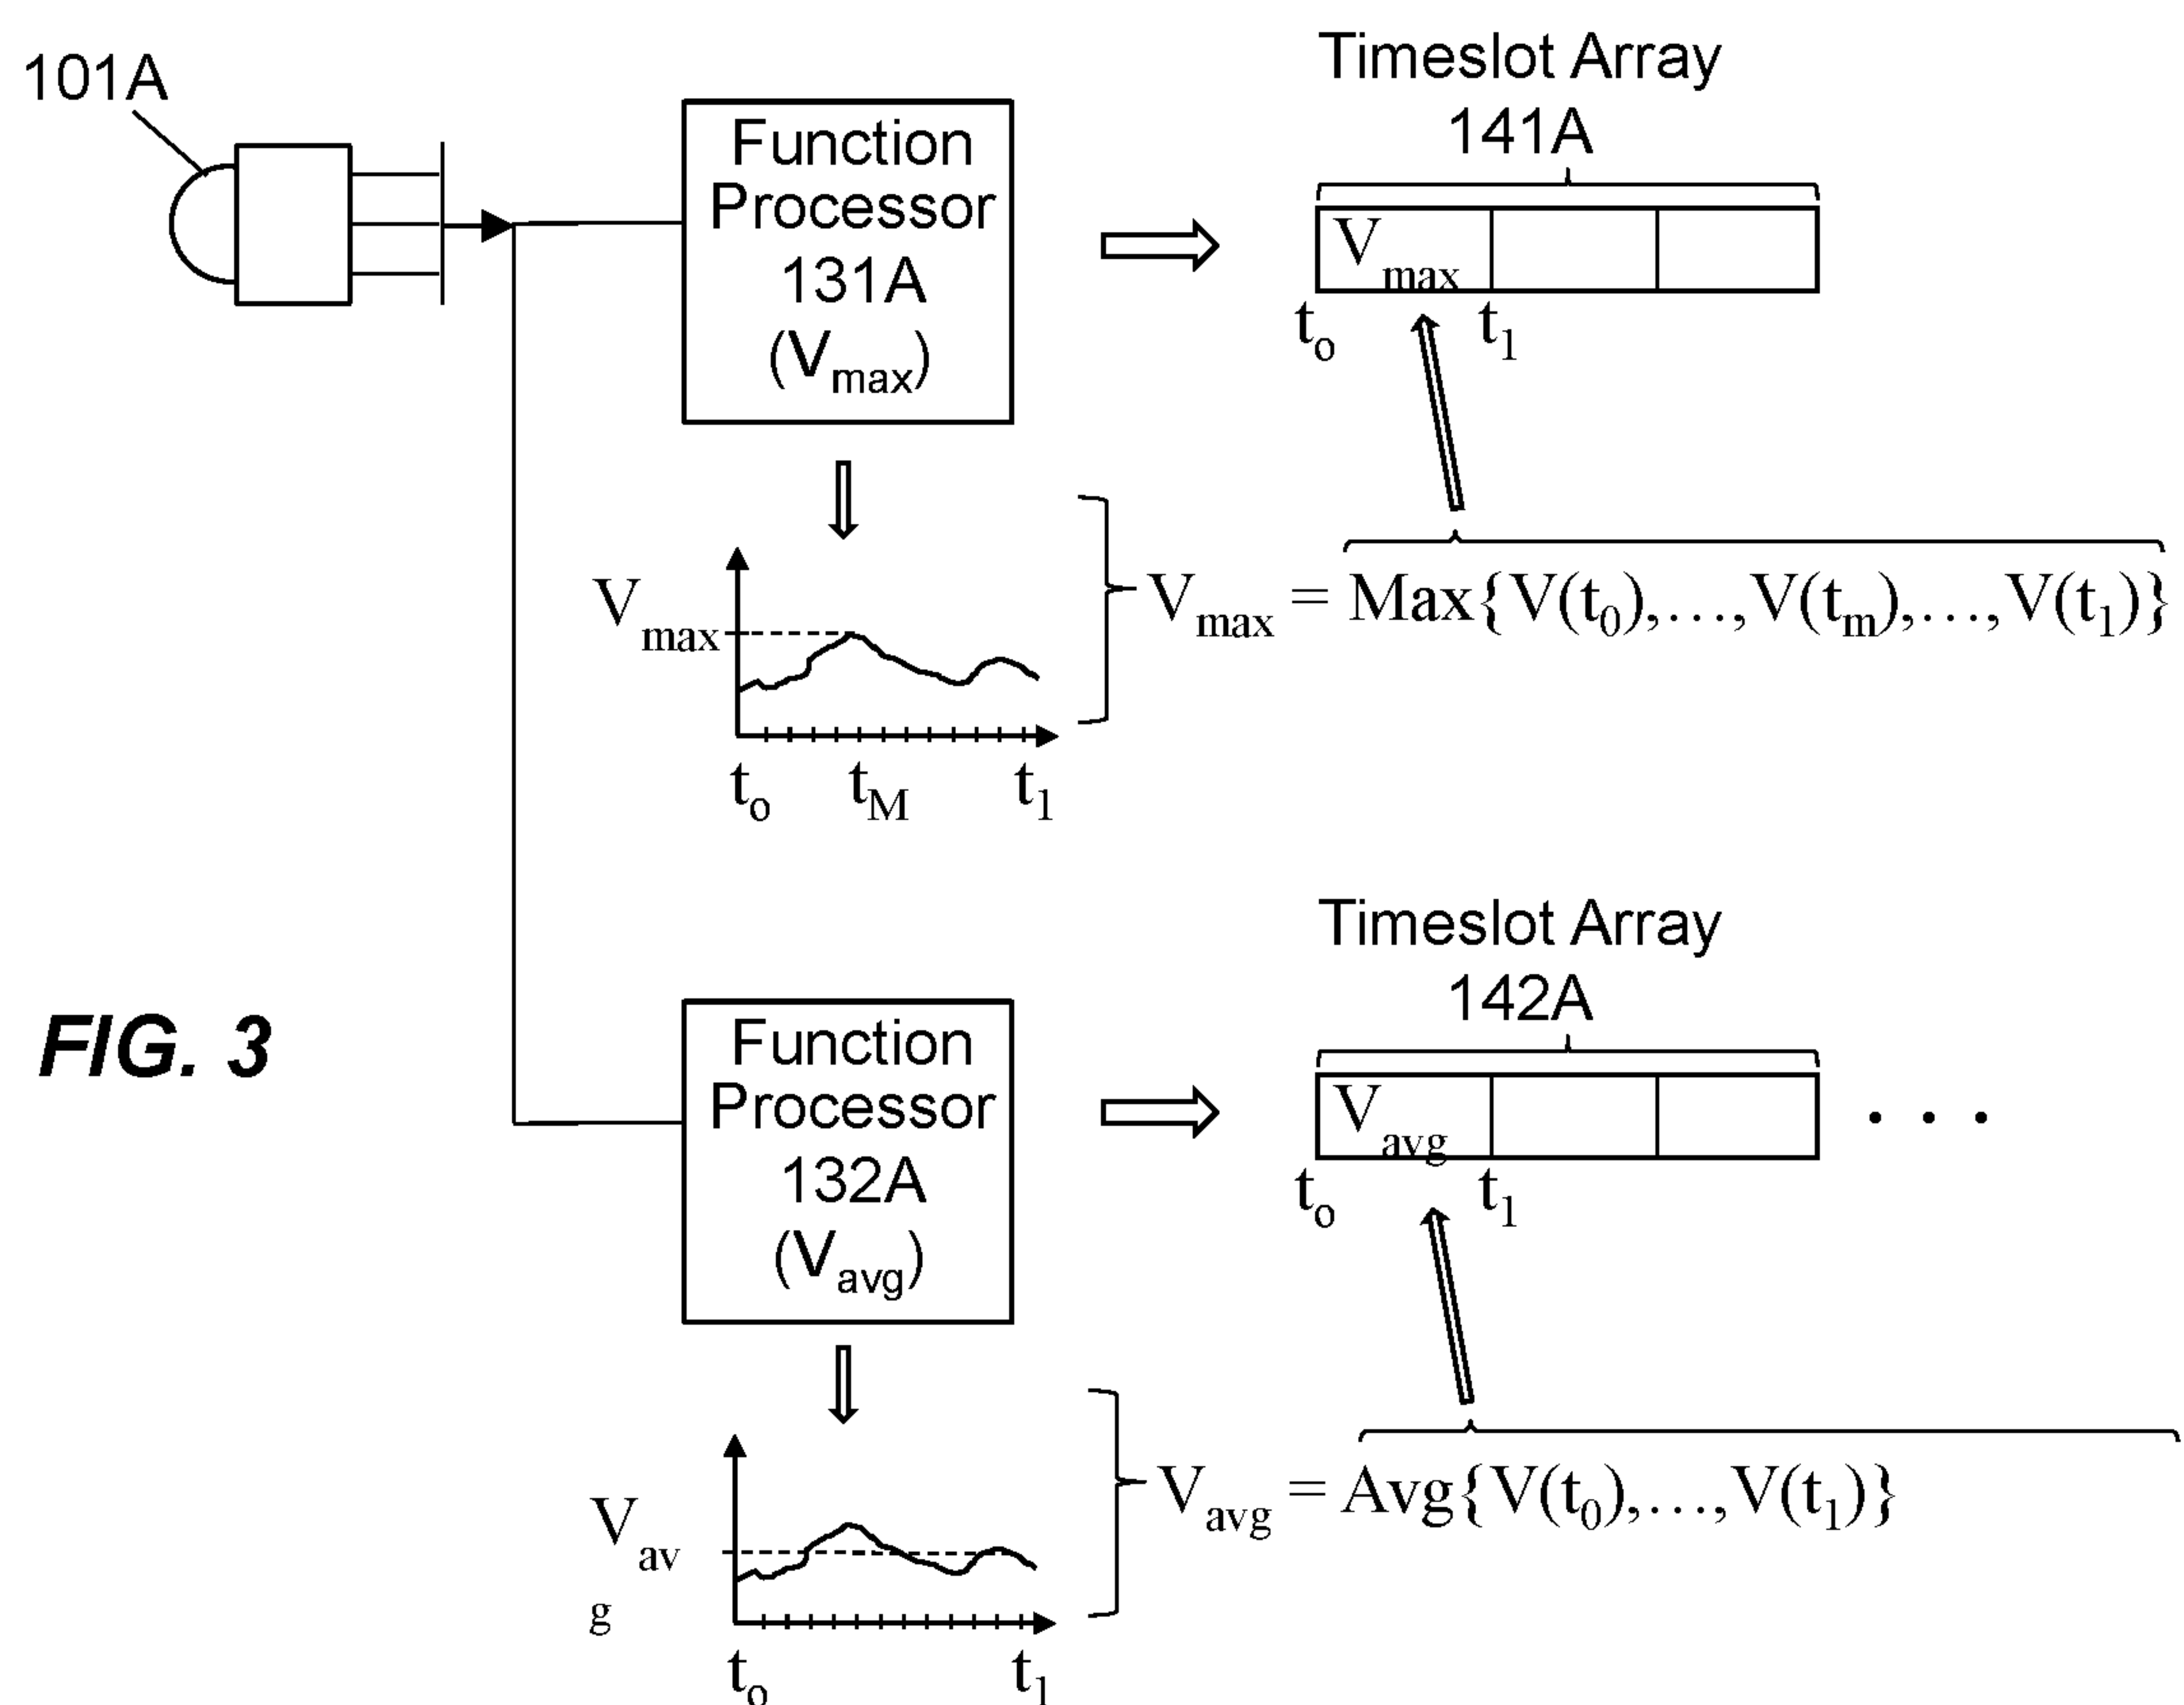 101A
Function
Processor
131A
(Vmax)
Timeslot Array
141A
Vmax
to t1
Vmax
to tM t1
Vmax = Max{V(t0),…,V(tm),…,V(t1)}
FIG. 3
Function
Processor
132A
(Vavg)
Timeslot Array
142A
Vavg
. . .
to t1
Vav
g
to t1
Vavg = Avg{V(t0),…,V(t1)}